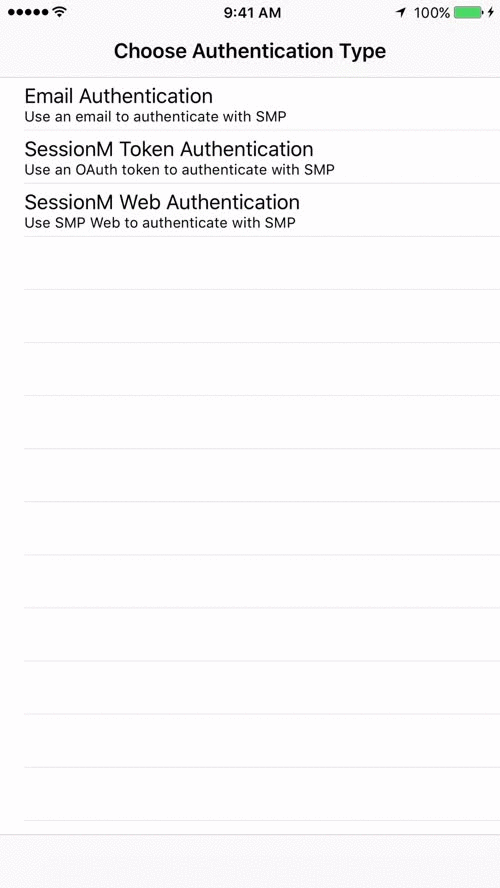 9:41 AM 100%
Choose Authentication Type
Email Authentication
Use an email to authenticate with SMP
SessionM Token Authentication
Use an OAuth token to authenticate with SMP
SessionM Web Authentication
Use SMP Web to authenticate with SMP